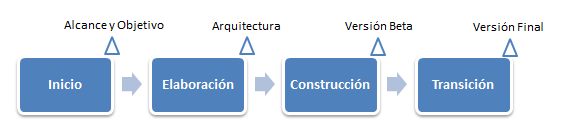 Alcance y Objetivo
Arquitectura
Versión Beta
Versión Final
Inicio
Elaboración
Construcción
Transición